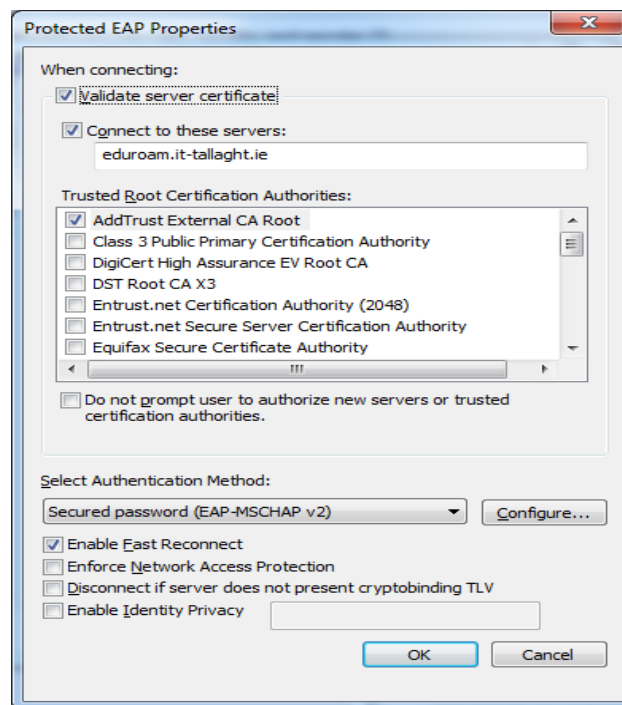 Protected EAP Properties
When connecting:
Validate server certificate
Connect to these servers:
eduroam.it-tallaght.ie
Trusted Root Certification Authorities:
AddTrust External CA Root
Class 3 Public Primary Certification Authority
DigiCert High Assurance EV Root CA
DST Root CA X3
Entrust.net Certification Authority (2048)
Entrust.net Secure Server Certification Authority
Equifax Secure Certificate Authority
Do not prompt user to authorize new servers or trusted
certification authorities.
Select Authentication Method:
Secured password (EAP-MSCHAP v2)
Configure...
Enable Fast Reconnect
Enforce Network Access Protection
Disconnect if server does not present cryptobinding TLV
Enable Identity Privacy
OK
Cancel